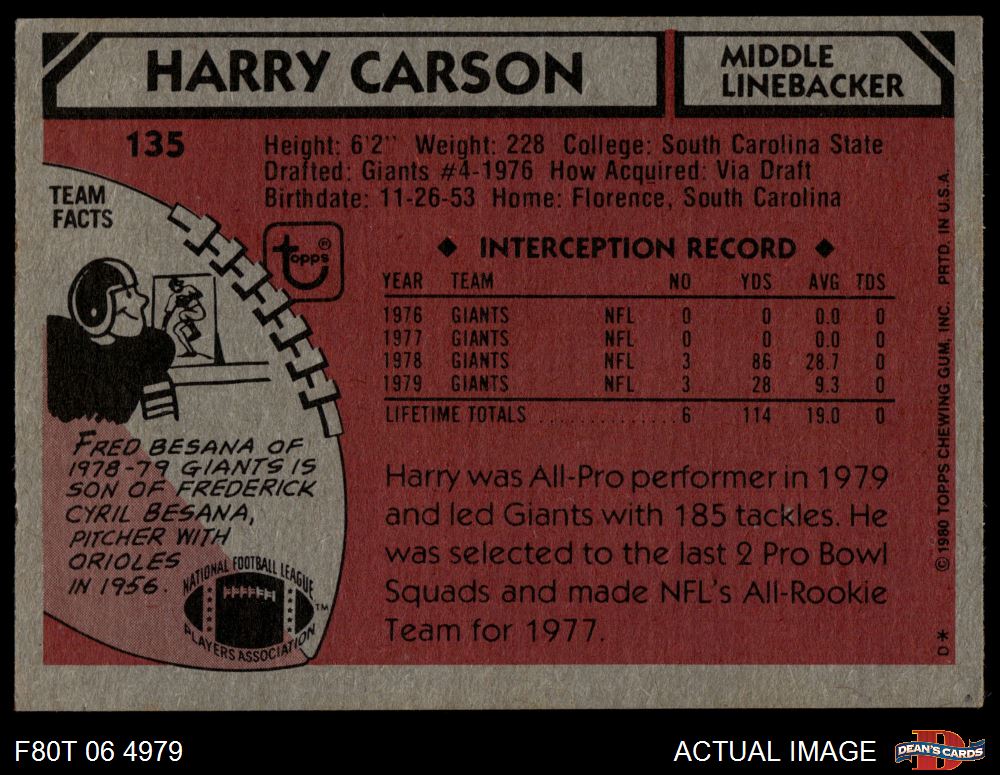 HARRY CARSON
MIDDLE
LINEBACKER
135
Height: 6'2" Weight: 228 College: South Carolina State
Drafted: Giants #4-1976 How Acquired: Via Draft
Birthdate: 11-26-53 Home: Florence, South Carolina
TEAM
FACTS
topps®
◆ INTERCEPTION RECORD ◆
YEAR TEAM NO YDS AVG TDS
1976 GIANTS NFL 0 0 0.0 0
1977 GIANTS NFL 0 0 0.0 0
1978 GIANTS NFL 3 86 28.7 0
1979 GIANTS NFL 3 28 9.3 0
LIFETIME TOTALS . . . . . . . . . . . . . 6 114 19.0 0
FRED BESANA OF
1978-79 GIANTS IS
SON OF FREDERICK
CYRIL BESANA,
PITCHER WITH
ORIOLES
IN 1956.
NATIONAL FOOTBALL LEAGUE
PLAYERS ASSOCIATION
TM
Harry was All-Pro performer in 1979
and led Giants with 185 tackles. He
was selected to the last 2 Pro Bowl
Squads and made NFL's All-Rookie
Team for 1977.
D* © 1980 TOPPS CHEWING GUM, INC. PRTD. IN U.S.A.
F80T 06 4979
ACTUAL IMAGE
D
DEAN'S CARDS